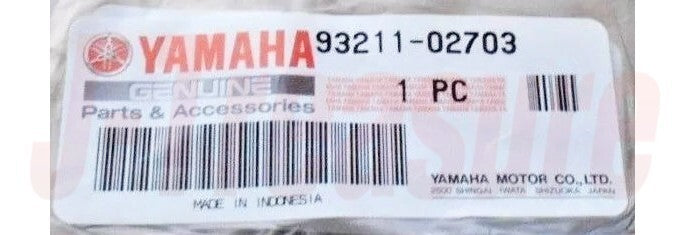 YAMAHA 93211-02703
GENUINE 1 PC
Parts & Accessories
YAMAHA MOTOR CO.,LTD.
2500 SHINGAI IWATA SHIZUOKA JAPAN
MADE IN INDONESIA